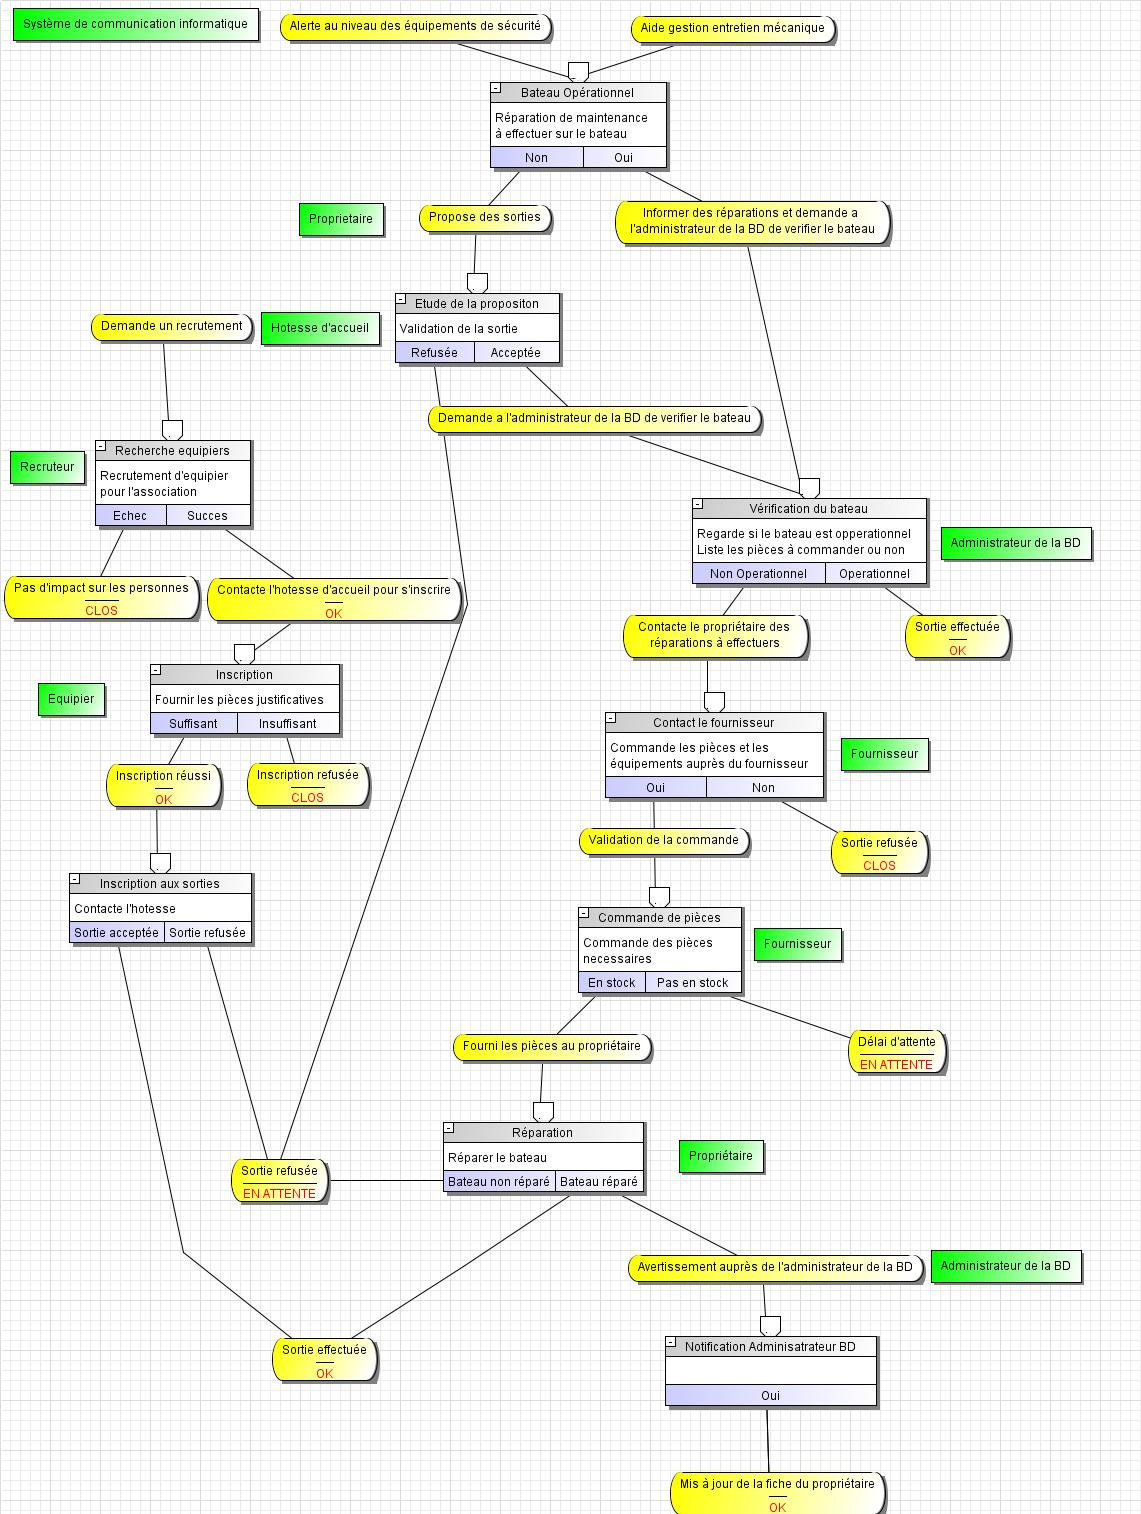 Système de communication informatique
Alerte au niveau des équipements de sécurité
Aide gestion entretien mécanique
Bateau Opérationnel
Réparation de maintenance
à effectuer sur le bateau
Non
Oui
Proprietaire
Propose des sorties
Informer des réparations et demande a
l'administrateur de la BD de verifier le bateau
Etude de la propositon
Validation de la sortie
Refusée
Acceptée
Demande un recrutement
Hotesse d'accueil
Demande a l'administrateur de la BD de verifier le bateau
Recruteur
Recherche equipiers
Recrutement d'equipier
pour l'association
Echec
Succes
Vérification du bateau
Regarde si le bateau est opperationnel
Liste les pièces à commander ou non
Non Operationnel
Operationnel
Administrateur de la BD
Pas d'impact sur les personnes
CLOS
Contacte l'hotesse d'accueil pour s'inscrire
OK
Contacte le propriétaire des
réparations à effectuers
Sortie effectuée
OK
Equipier
Inscription
Fournir les pièces justificatives
Suffisant
Insuffisant
Contact le fournisseur
Commande les pièces et les
équipements auprès du fournisseur
Oui
Non
Fournisseur
Inscription réussi
OK
Inscription refusée
CLOS
Validation de la commande
Sortie refusée
CLOS
Inscription aux sorties
Contacte l'hotesse
Sortie acceptée
Sortie refusée
Commande de pièces
Commande des pièces
necessaires
En stock
Pas en stock
Fournisseur
Fourni les pièces au propriétaire
Délai d'attente
EN ATTENTE
Réparation
Réparer le bateau
Bateau non réparé
Bateau réparé
Propriétaire
Sortie refusée
EN ATTENTE
Avertissement auprès de l'administrateur de la BD
Administrateur de la BD
Sortie effectuée
OK
Notification Adminisatrateur BD
Oui
Mis à jour de la fiche du propriétaire
OK